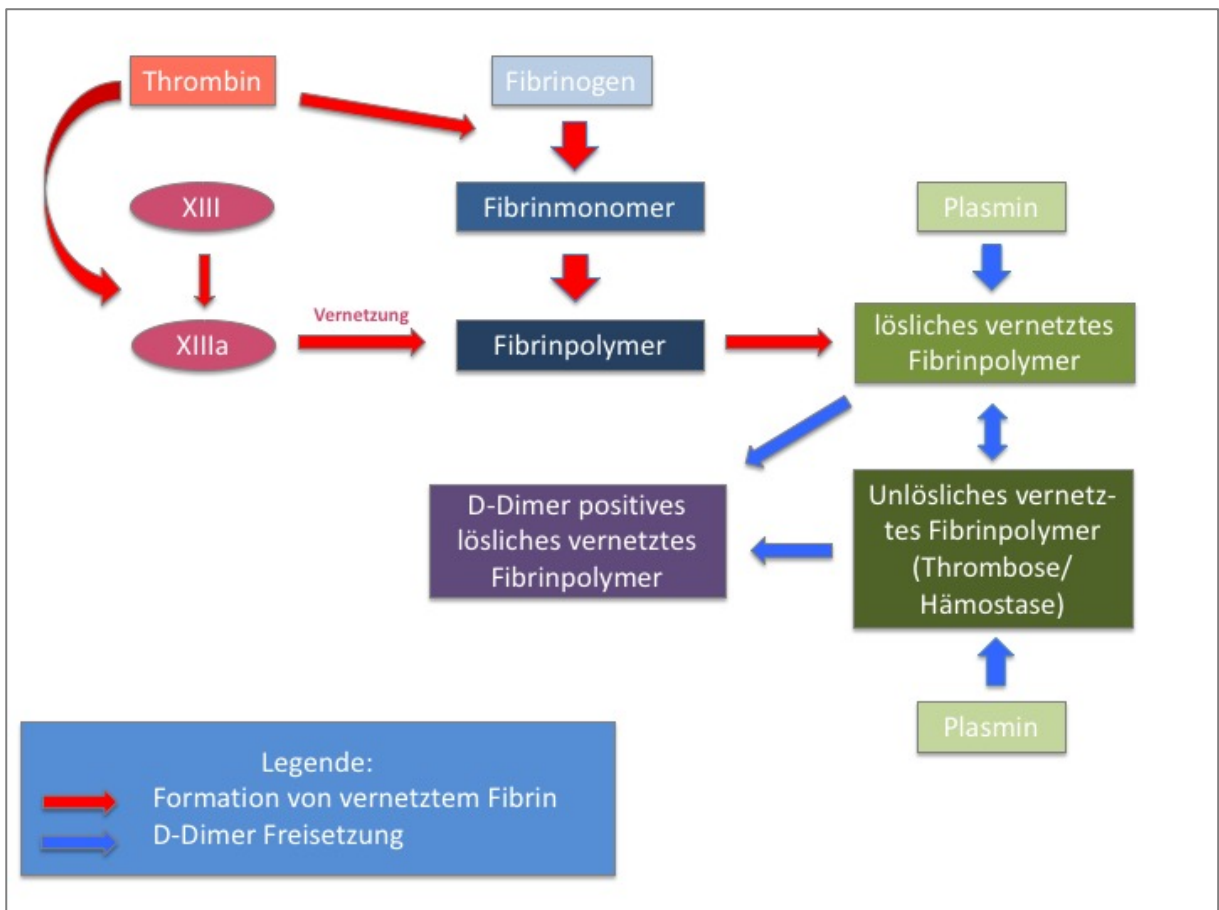 Thrombin
Fibrinogen
XIII
Fibrinmonomer
Plasmin
XIIIa
Vernetzung
Fibrinpolymer
lösliches vernetztes
Fibrinpolymer
D-Dimer positives
lösliches vernetztes
Fibrinpolymer
Unlösliches vernetz-
tes Fibrinpolymer
(Thrombose/
Hämostase)
Plasmin
Legende:
Formation von vernetztem Fibrin
D-Dimer Freisetzung